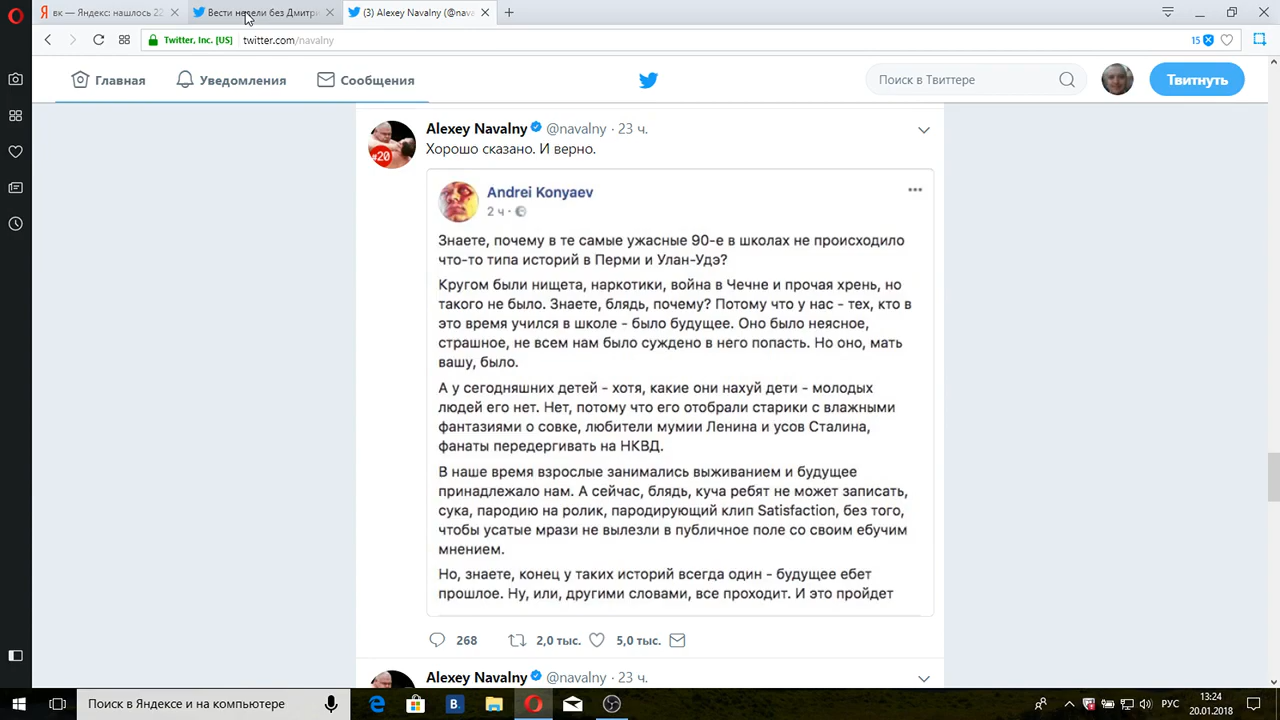 вк — Яндекс: нашлось 22
Вести недели без Дмитри
(3) Alexey Navalny (@nava
Twitter, Inc. [US]
twitter.com/navalny
15
Главная
Уведомления
Сообщения
Поиск в Твиттере
Твитнуть
Alexey Navalny @navalny · 23 ч.
Хорошо сказано. И верно.
#20
Andrei Konyaev
2 ч ·
Знаете, почему в те самые ужасные 90-е в школах не происходило
что-то типа историй в Перми и Улан-Удэ?
Кругом были нищета, наркотики, война в Чечне и прочая хрень, но
такого не было. Знаете, блядь, почему? Потому что у нас - тех, кто в
это время учился в школе - было будущее. Оно было неясное,
страшное, не всем нам было суждено в него попасть. Но оно, мать
вашу, было.
А у сегодняшних детей - хотя, какие они нахуй дети - молодых
людей его нет. Нет, потому что его отобрали старики с влажными
фантазиями о совке, любители мумии Ленина и усов Сталина,
фанаты передергивать на НКВД.
В наше время взрослые занимались выживанием и будущее
принадлежало нам. А сейчас, блядь, куча ребят не может записать,
сука, пародию на ролик, пародирующий клип Satisfaction, без того,
чтобы усатые мрази не вылезли в публичное поле со своим ебучим
мнением.
Но, знаете, конец у таких историй всегда один - будущее ебет
прошлое. Ну, или, другими словами, все проходит. И это пройдет
268
2,0 тыс.
5,0 тыс.
Alexey Navalny @navalny · 23 ч.
Поиск в Яндексе и на компьютере
РУС
13:24
20.01.2018